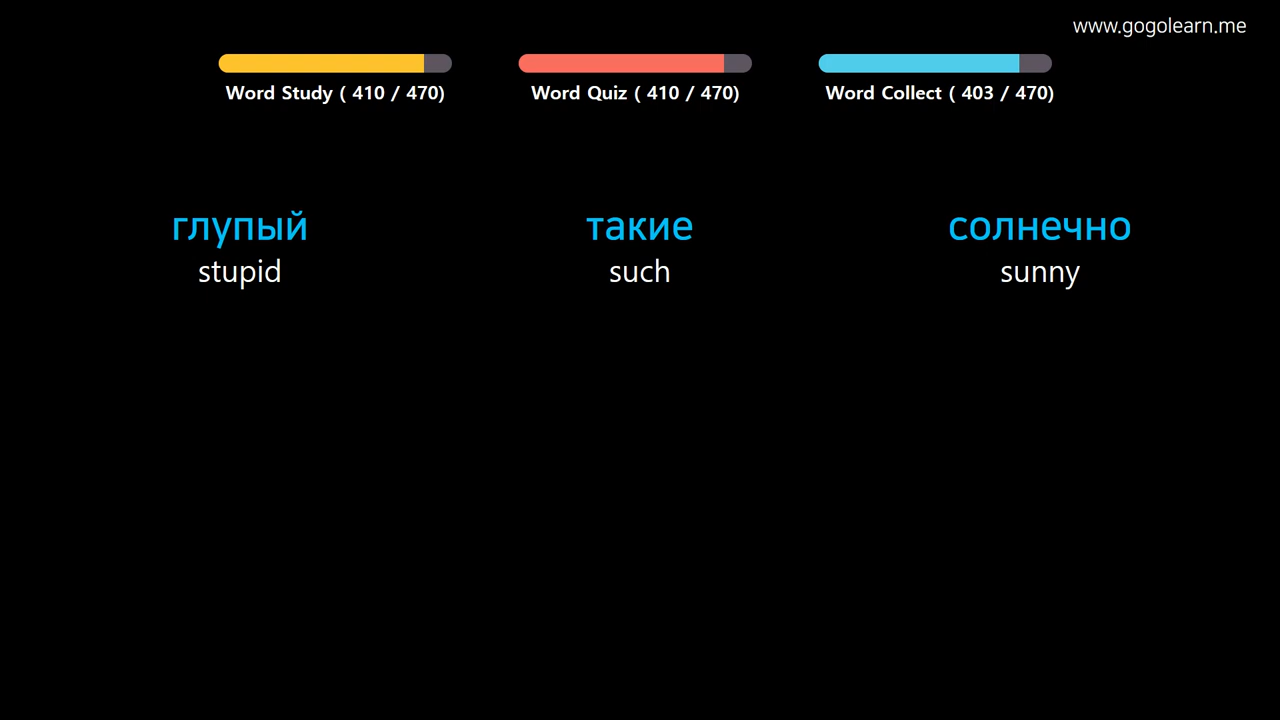 www.gogolearn.me
Word Study ( 410 / 470)
Word Quiz ( 410 / 470)
Word Collect ( 403 / 470)
глупый
stupid
такие
such
солнечно
sunny